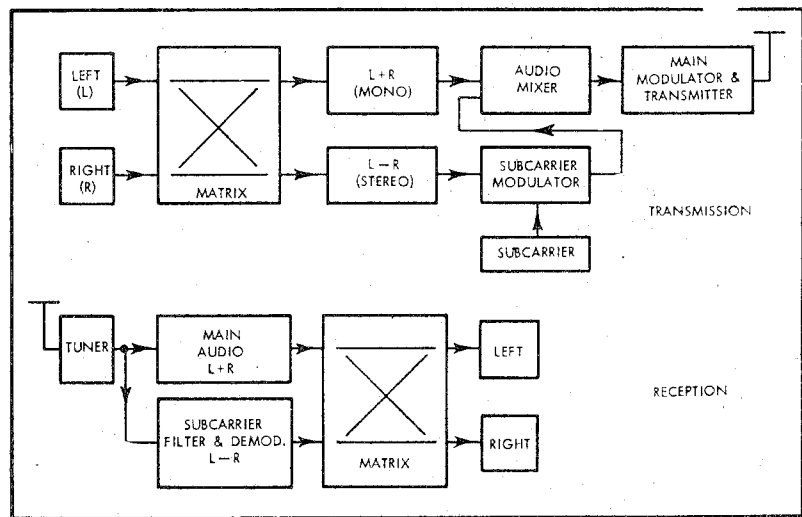 LEFT
(L)
RIGHT
(R)
MATRIX
L+R
(MONO)
L—R
(STEREO)
AUDIO
MIXER
SUBCARRIER
MODULATOR
SUBCARRIER
MAIN
MODULATOR &
TRANSMITTER
TRANSMISSION
TUNER
MAIN
AUDIO
L+R
SUBCARRIER
FILTER & DEMOD.
L—R
MATRIX
LEFT
RIGHT
RECEPTION